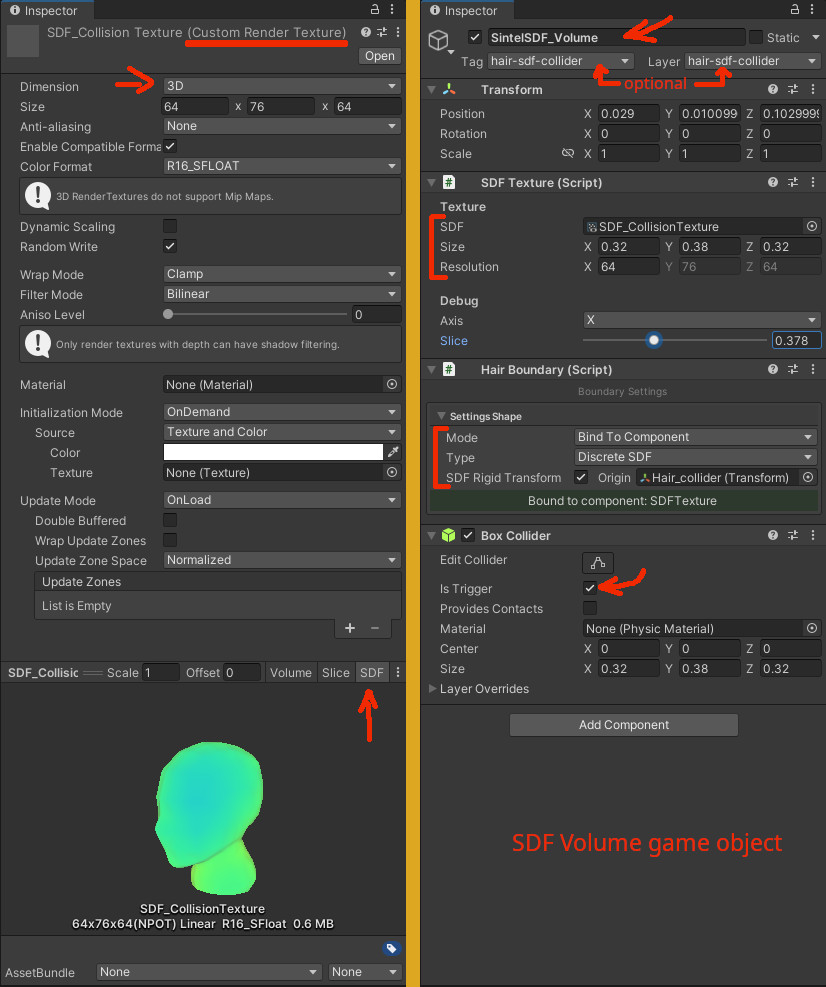 Inspector
SDF_Collision Texture (Custom Render Texture)
Open
Dimension 3D
Size 64 x 76 x 64
Anti-aliasing None
Enable Compatible Forma
Color Format R16_SFLOAT
3D RenderTextures do not support Mip Maps.
Dynamic Scaling
Random Write
Wrap Mode Clamp
Filter Mode Bilinear
Aniso Level 0
Only render textures with depth can have shadow filtering.
Material None (Material)
Initialization Mode OnDemand
Source Texture and Color
Color
Texture None (Texture)
Update Mode OnLoad
Double Buffered
Wrap Update Zones
Update Zone Space Normalized
Update Zones
List is Empty
+ −
SDF_Collisic Scale 1 Offset 0 Volume Slice SDF
SDF_CollisionTexture
64x76x64(NPOT) Linear R16_SFloat 0.6 MB
AssetBundle None None
Inspector
SintelSDF_Volume Static
Tag hair-sdf-collider Layer hair-sdf-collider
optional
Transform
Position X 0.029 Y 0.010099 Z 0.1029999
Rotation X 0 Y 0 Z 0
Scale X 1 Y 1 Z 1
# SDF Texture (Script)
Texture
SDF SDF_CollisionTexture
Size X 0.32 Y 0.38 Z 0.32
Resolution X 64 Y 76 Z 64
Debug
Axis X
Slice 0.378
# Hair Boundary (Script)
Boundary Settings
Settings Shape
Mode Bind To Component
Type Discrete SDF
SDF Rigid Transform Origin Hair_collider (Transform)
Bound to component: SDFTexture
Box Collider
Edit Collider
Is Trigger
Provides Contacts
Material None (Physic Material)
Center X 0 Y 0 Z 0
Size X 0.32 Y 0.38 Z 0.32
Layer Overrides
Add Component
SDF Volume game object